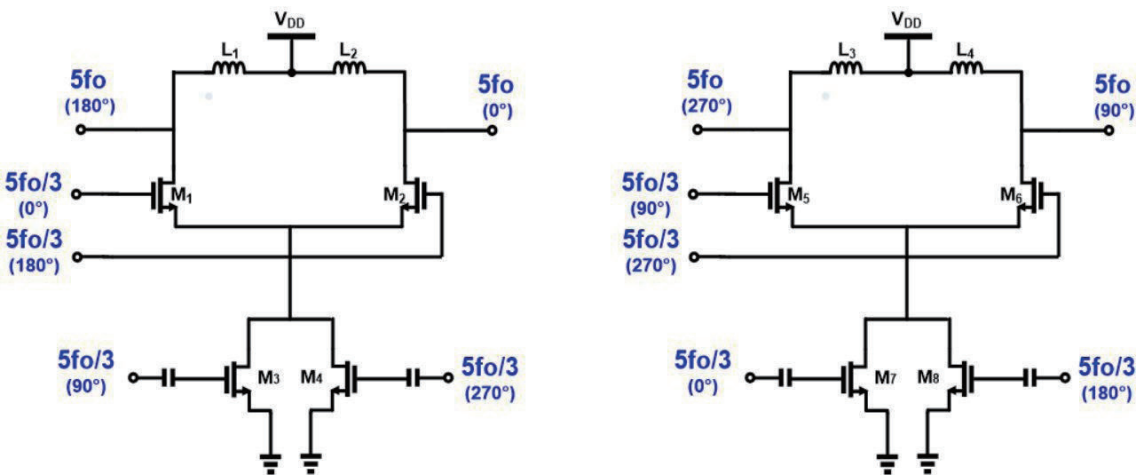 VDD
L1
L2
5fo
(180°)
5fo
(0°)
5fo/3
(0°)
M1
M2
5fo/3
(180°)
5fo/3
(90°)
M3
M4
5fo/3
(270°)
VDD
L3
L4
5fo
(270°)
5fo
(90°)
5fo/3
(90°)
M5
M6
5fo/3
(270°)
5fo/3
(0°)
M7
M8
5fo/3
(180°)